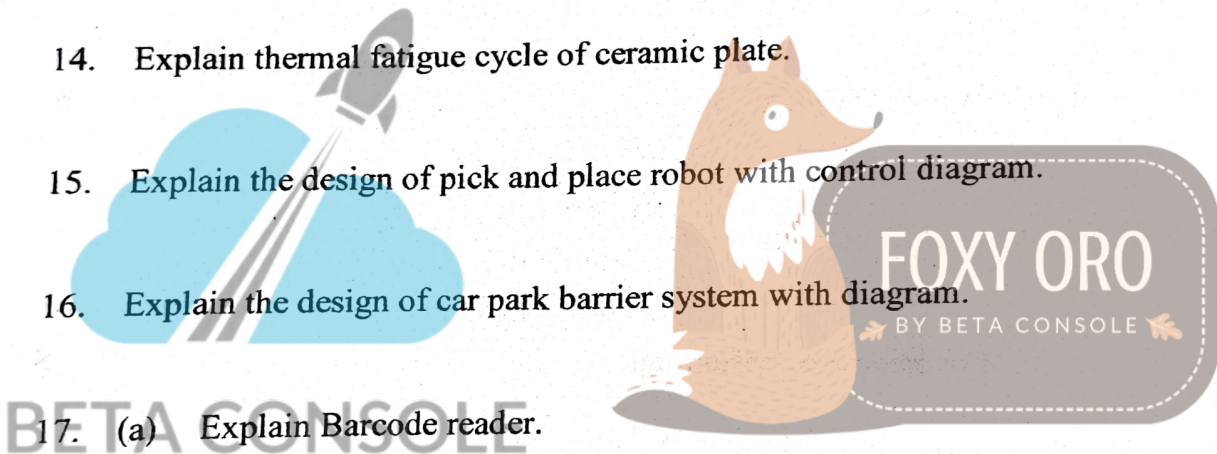 14. Explain thermal fatigue cycle of ceramic plate.
15. Explain the design of pick and place robot with control diagram.
FOXY ORO
16. Explain the design of car park barrier system with diagram.
BY BETA CONSOLE
BETA CONSOLE
17. (a) Explain Barcode reader.